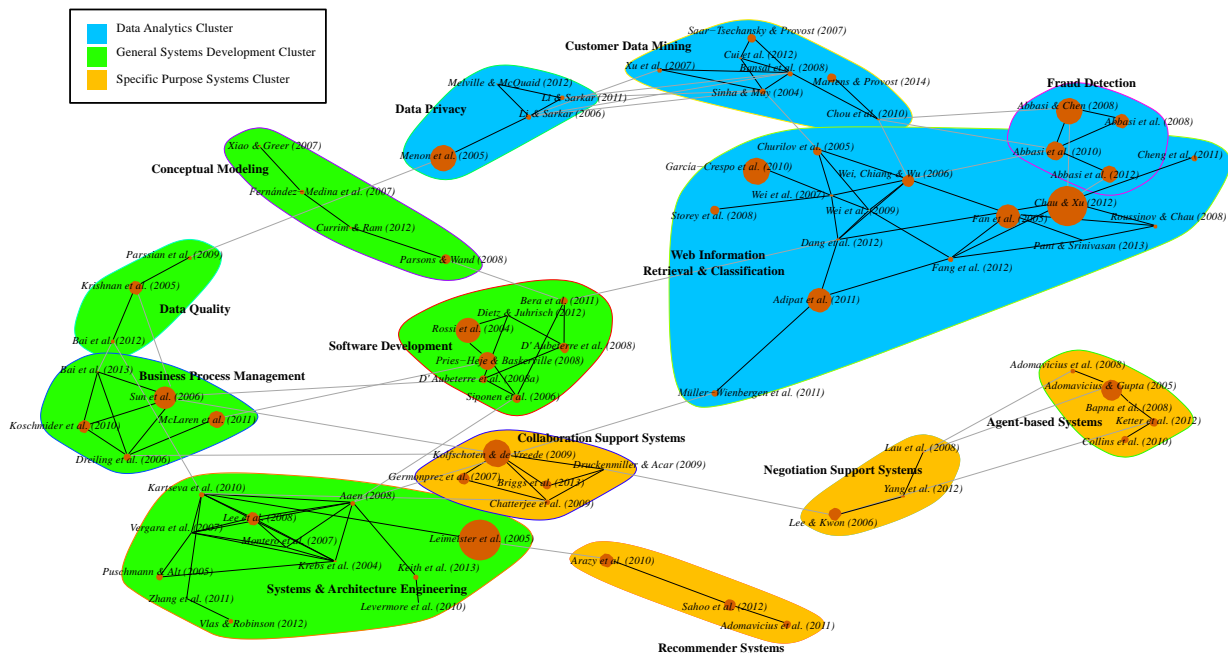 Data Analytics Cluster
General Systems Development Cluster
Specific Purpose Systems Cluster
Saar−Tsechansky & Provost (2007)
Customer Data Mining
Cui et al. (2012)
Xu et al. (2007)
Bansal et al. (2008)
Martens & Provost (2014)
Sinha & May (2004)
Chou et al. (2010)
Melville & McQuaid (2012)
Li & Sarkar (2011)
Data Privacy
Li & Sarkar (2006)
Menon et al. (2005)
Fraud Detection
Abbasi & Chen (2008)
Abbasi et al. (2008)
Abbasi et al. (2010)
Cheng et al. (2011)
Abbasi et al. (2012)
Xiao & Greer (2007)
Conceptual Modeling
Fernández − Medina et al. (2007)
Currim & Ram (2012)
Parsons & Wand (2008)
Churilov et al. (2005)
García−Crespo et al. (2010)
Wei, Chiang & Wu (2006)
Wei et al. (2007)
Wei et al. (2009)
Storey et al. (2008)
Chau & Xu (2012)
Fan et al. (2005)
Roussinov & Chau (2008)
Dang et al. (2012)
Pant & Srinivasan (2013)
Web Information
Retrieval & Classification
Fang et al. (2012)
Adipat et al. (2011)
Müller−Wienbergen et al. (2011)
Parssian et al. (2009)
Krishnan et al. (2005)
Data Quality
Bai et al. (2012)
Bera et al. (2011)
Dietz & Juhrisch (2012)
Rossi et al. (2004)
Software Development
D’Aubeterre et al. (2008)
Pries−Heje & Baskerville (2008)
D’Aubeterre et al. (2008a)
Siponen et al. (2006)
Bai et al. (2013)
Business Process Management
Sun et al. (2006)
McLaren et al. (2011)
Koschmider et al. (2010)
Dreiling et al. (2006)
Adomavicius et al. (2008)
Adomavicius & Gupta (2005)
Bapna et al. (2008)
Agent-based Systems
Ketter et al. (2012)
Collins et al. (2010)
Collaboration Support Systems
Kolfschoten & de Vreede (2009)
Druckenmiller & Acar (2009)
Germonprez et al. (2007)
Briggs et al. (2013)
Chatterjee et al. (2009)
Lau et al. (2008)
Negotiation Support Systems
Yang et al. (2012)
Lee & Kwon (2006)
Kartseva et al. (2010)
Aaen (2008)
Lee et al. (2008)
Vergara et al. (2007)
Montero et al. (2007)
Leimeister et al. (2005)
Krebs et al. (2004)
Keith et al. (2013)
Puschmann & Alt (2005)
Systems & Architecture Engineering
Zhang et al. (2011)
Levermore et al. (2010)
Vlas & Robinson (2012)
Arazy et al. (2010)
Sahoo et al. (2012)
Adomavicius et al. (2011)
Recommender Systems